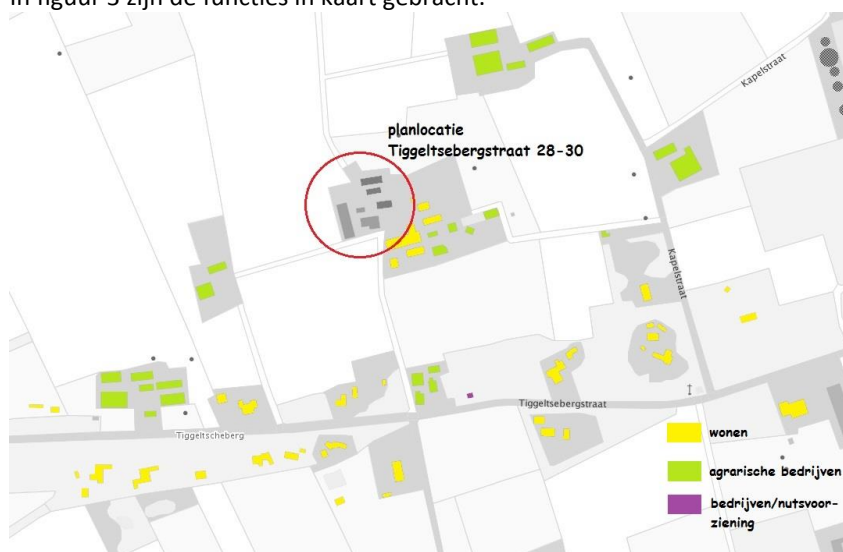 In figuur 3 zijn de functies in kaart gebracht.
Kapelstraat
planlocatie
Tiggeltsebergstraat 28-30
Kapelstraat
Tiggeltsebergstraat
Tiggeltscheberg
wonen
agrarische bedrijven
bedrijven/nutsvoor-
ziening